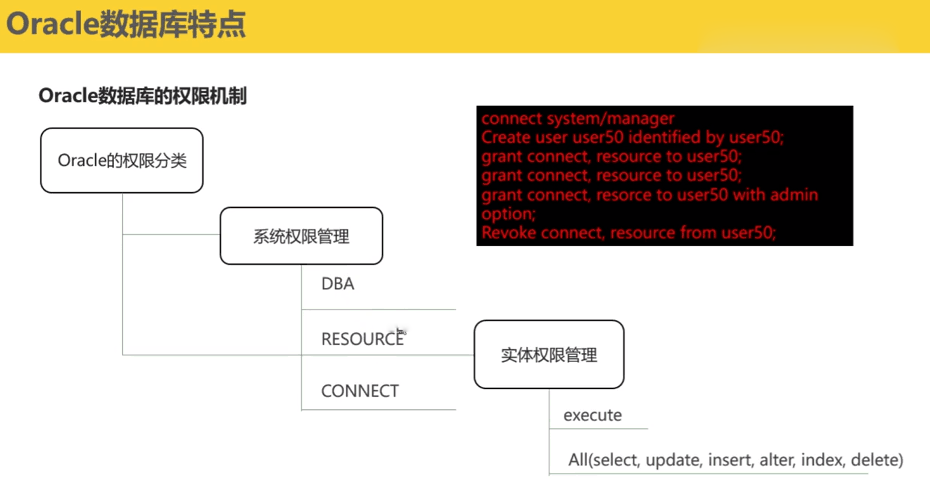 Oracle数据库特点
Oracle数据库的权限机制
Oracle的权限分类
系统权限管理
DBA
RESOURCE
CONNECT
实体权限管理
execute
All(select, update, insert, alter, index, delete)
connect system/manager
Create user user50 identified by user50;
grant connect, resource to user50;
grant connect, resource to user50;
grant connect, resorce to user50 with admin
option;
Revoke connect, resource from user50;